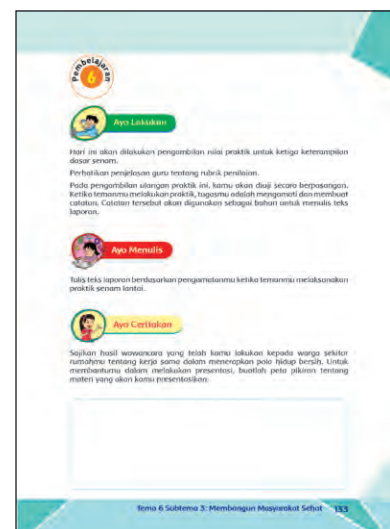 Pembelajaran
6
Ayo Lakukan
Hari ini akan dilakukan pengambilan nilai praktik untuk ketiga keterampilan
dasar senam.
Perhatikan penjelasan guru tentang rubrik penilaian.
Pada pengambilan ulangan praktik ini, kamu akan diuji secara berpasangan.
Ketika temanmu melakukan praktik, tugasmu adalah mengamati dan membuat
catatan. Catatan tersebut akan digunakan sebagai bahan untuk menulis teks
laporan.
Ayo Menulis
Tulis teks laporan berdasarkan pengamatanmu ketika temanmu melaksanakan
praktik senam lantai.
Ayo Ceritakan
Sajikan hasil wawancara yang telah kamu lakukan kepada warga sekitar
rumahmu tentang kerja sama dalam menerapkan pola hidup bersih. Untuk
membantumu dalam melakukan presentasi, buatlah peta pikiran tentang
materi yang akan kamu presentasikan.
Tema 6 Subtema 3: Membangun Masyarakat Sehat 133